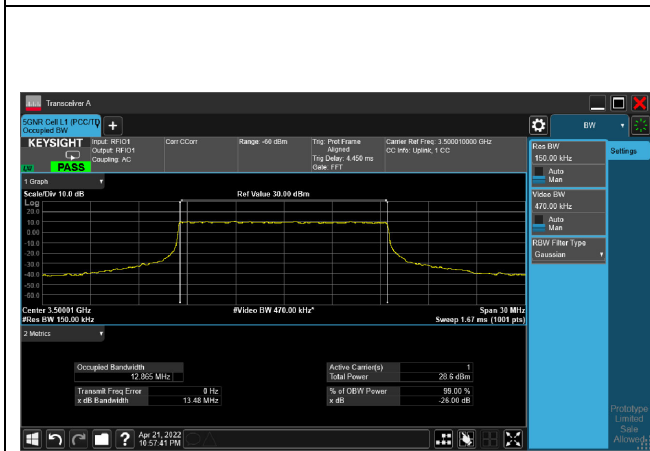 Transceiver A
5GNR Cell L1 (PCC/TD
Occupied BW
+
BW
KEYSIGHT
Input: RFIO1
Output: RFIO1
Coupling: AC
Corr CCorr
Range: -60 dBm
Trig: Prot Frame
Aligned
Trig Delay: 4.450 ms
Gate: FFT
Carrier Ref Freq: 3.500010000 GHz
CC Info: Uplink, 1 CC
PASS
Res BW
150.00 kHz
Auto
Man
Video BW
470.00 kHz
Auto
Man
RBW Filter Type
Gaussian
Settings
1 Graph
Scale/Div 10.0 dB
Ref Value 30.00 dBm
Log
20.0
10.0
0.00
-10.0
-20.0
-30.0
-40.0
-50.0
-60.0
Center 3.50001 GHz
#Video BW 470.00 kHz*
Span 30 MHz
#Res BW 150.00 kHz
Sweep 1.67 ms (1001 pts)
2 Metrics
Occupied Bandwidth
12.865 MHz
Transmit Freq Error 0 Hz
x dB Bandwidth 13.48 MHz
Active Carrier(s) 1
Total Power 28.6 dBm
% of OBW Power 99.00 %
x dB -26.00 dB
Prototype
Limited
Sale
Allowed
?
Apr 21, 2022
10:57:41 PM